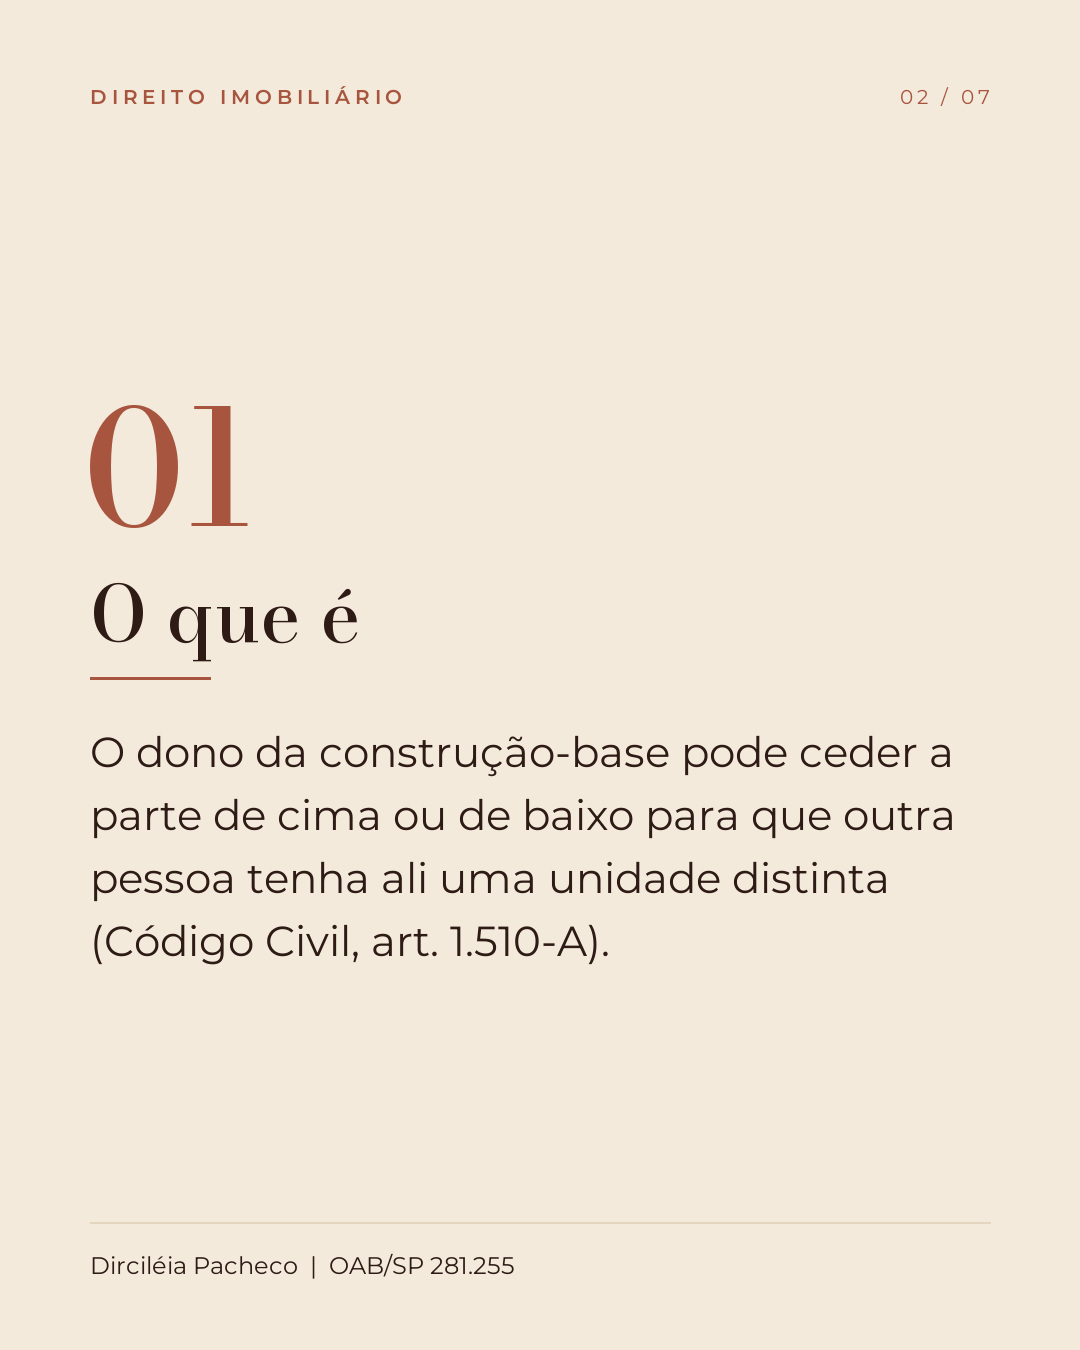 DIREITO IMOBILIÁRIO
02 / 07
01
O que é
O dono da construção-base pode ceder a
parte de cima ou de baixo para que outra
pessoa tenha ali uma unidade distinta
(Código Civil, art. 1.510-A).
Dirciléia Pacheco | OAB/SP 281.255